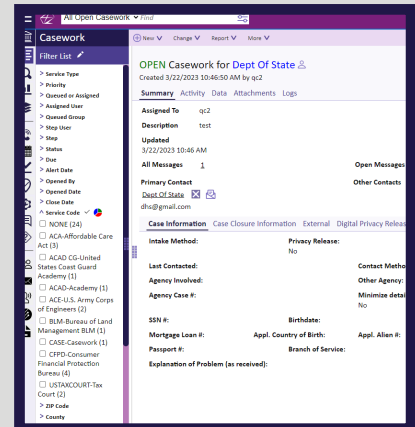 All Open Casework
Find
Casework
New
Change
Report
More
Filter List
OPEN Casework for Dept Of State
Created 3/22/2023 10:46:50 AM by qc2
Summary Activity Data Attachments Logs
> Service Type
> Priority
> Queued or Assigned
> Assigned User
> Queued Group
> Step User
> Step
> Status
> Due
> Alert Date
> Opened By
> Opened Date
> Close Date
Service Code
NONE (24)
ACA-Affordable Care
Act (3)
ACAD CG-United
States Coast Guard
Academy (1)
ACAD-Academy (1)
ACE-U.S. Army Corps
of Engineers (2)
BLM-Bureau of Land
Management BLM (1)
CASE-Casework (1)
CFPD-Consumer
Financial Protection
Bureau (4)
USTAXCOURT-Tax
Court (2)
> ZIP Code
> County
Assigned To qc2
Description test
Updated
3/22/2023 10:46 AM
All Messages 1 Open Messages
Primary Contact Other Contacts
Dept Of State
dhs@gmail.com
Case Information Case Closure Information External Digital Privacy Releas
Intake Method: Privacy Release:
No
Last Contacted: Contact Metho
Agency Involved: Other Agency:
Agency Case #: Minimize detai
No
SSN #: Birthdate:
Mortgage Loan #: Appl. Country of Birth: Appl. Alien #:
Passport #: Branch of Service:
Explanation of Problem (as received):